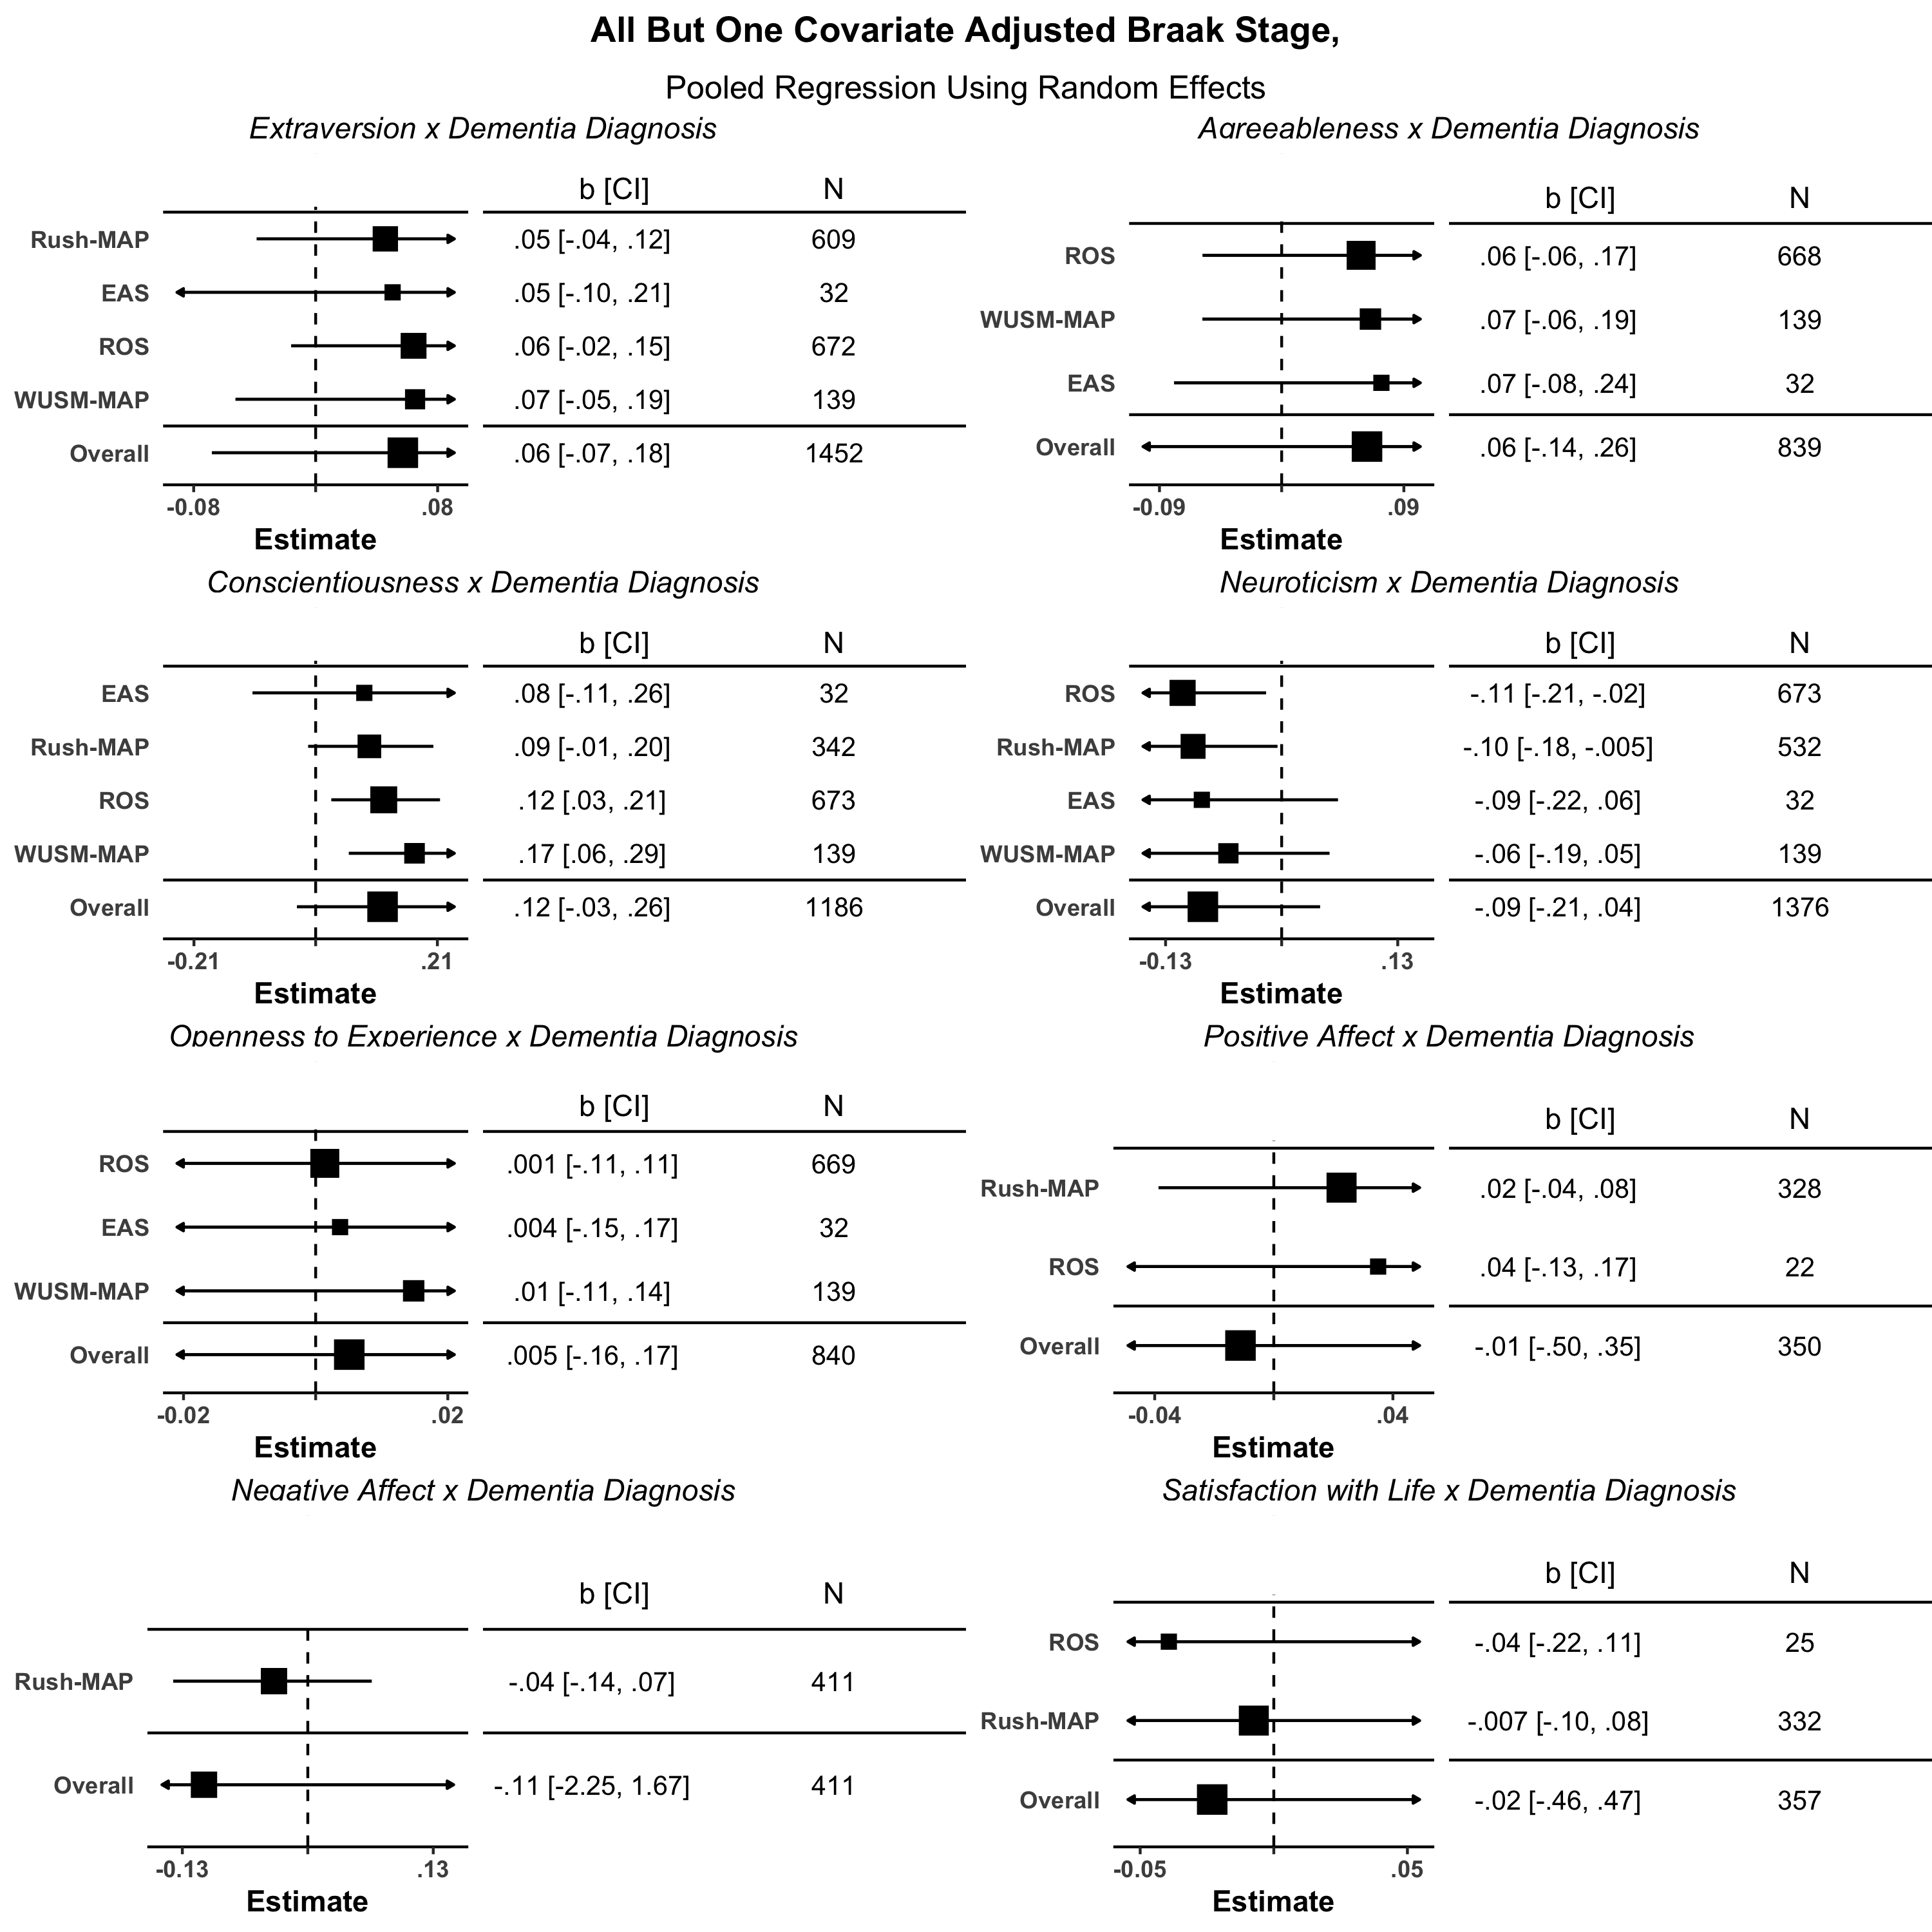 All But One Covariate Adjusted Braak Stage,
Pooled Regression Using Random Effects
Extraversion x Dementia Diagnosis
b [CI] N
Rush-MAP .05 [-.04, .12] 609
EAS .05 [-.10, .21] 32
ROS .06 [-.02, .15] 672
WUSM-MAP .07 [-.05, .19] 139
Overall .06 [-.07, .18] 1452
-0.08 .08
Estimate
Agreeableness x Dementia Diagnosis
b [CI] N
ROS .06 [-.06, .17] 668
WUSM-MAP .07 [-.06, .19] 139
EAS .07 [-.08, .24] 32
Overall .06 [-.14, .26] 839
-0.09 .09
Estimate
Conscientiousness x Dementia Diagnosis
b [CI] N
EAS .08 [-.11, .26] 32
Rush-MAP .09 [-.01, .20] 342
ROS .12 [.03, .21] 673
WUSM-MAP .17 [.06, .29] 139
Overall .12 [-.03, .26] 1186
-0.21 .21
Estimate
Neuroticism x Dementia Diagnosis
b [CI] N
ROS -.11 [-.21, -.02] 673
Rush-MAP -.10 [-.18, -.005] 532
EAS -.09 [-.22, .06] 32
WUSM-MAP -.06 [-.19, .05] 139
Overall -.09 [-.21, .04] 1376
-0.13 .13
Estimate
Openness to Experience x Dementia Diagnosis
b [CI] N
ROS .001 [-.11, .11] 669
EAS .004 [-.15, .17] 32
WUSM-MAP .01 [-.11, .14] 139
Overall .005 [-.16, .17] 840
-0.02 .02
Estimate
Positive Affect x Dementia Diagnosis
b [CI] N
Rush-MAP .02 [-.04, .08] 328
ROS .04 [-.13, .17] 22
Overall -.01 [-.50, .35] 350
-0.04 .04
Estimate
Negative Affect x Dementia Diagnosis
b [CI] N
Rush-MAP -.04 [-.14, .07] 411
Overall -.11 [-2.25, 1.67] 411
-0.13 .13
Estimate
Satisfaction with Life x Dementia Diagnosis
b [CI] N
ROS -.04 [-.22, .11] 25
Rush-MAP -.007 [-.10, .08] 332
Overall -.02 [-.46, .47] 357
-0.05 .05
Estimate